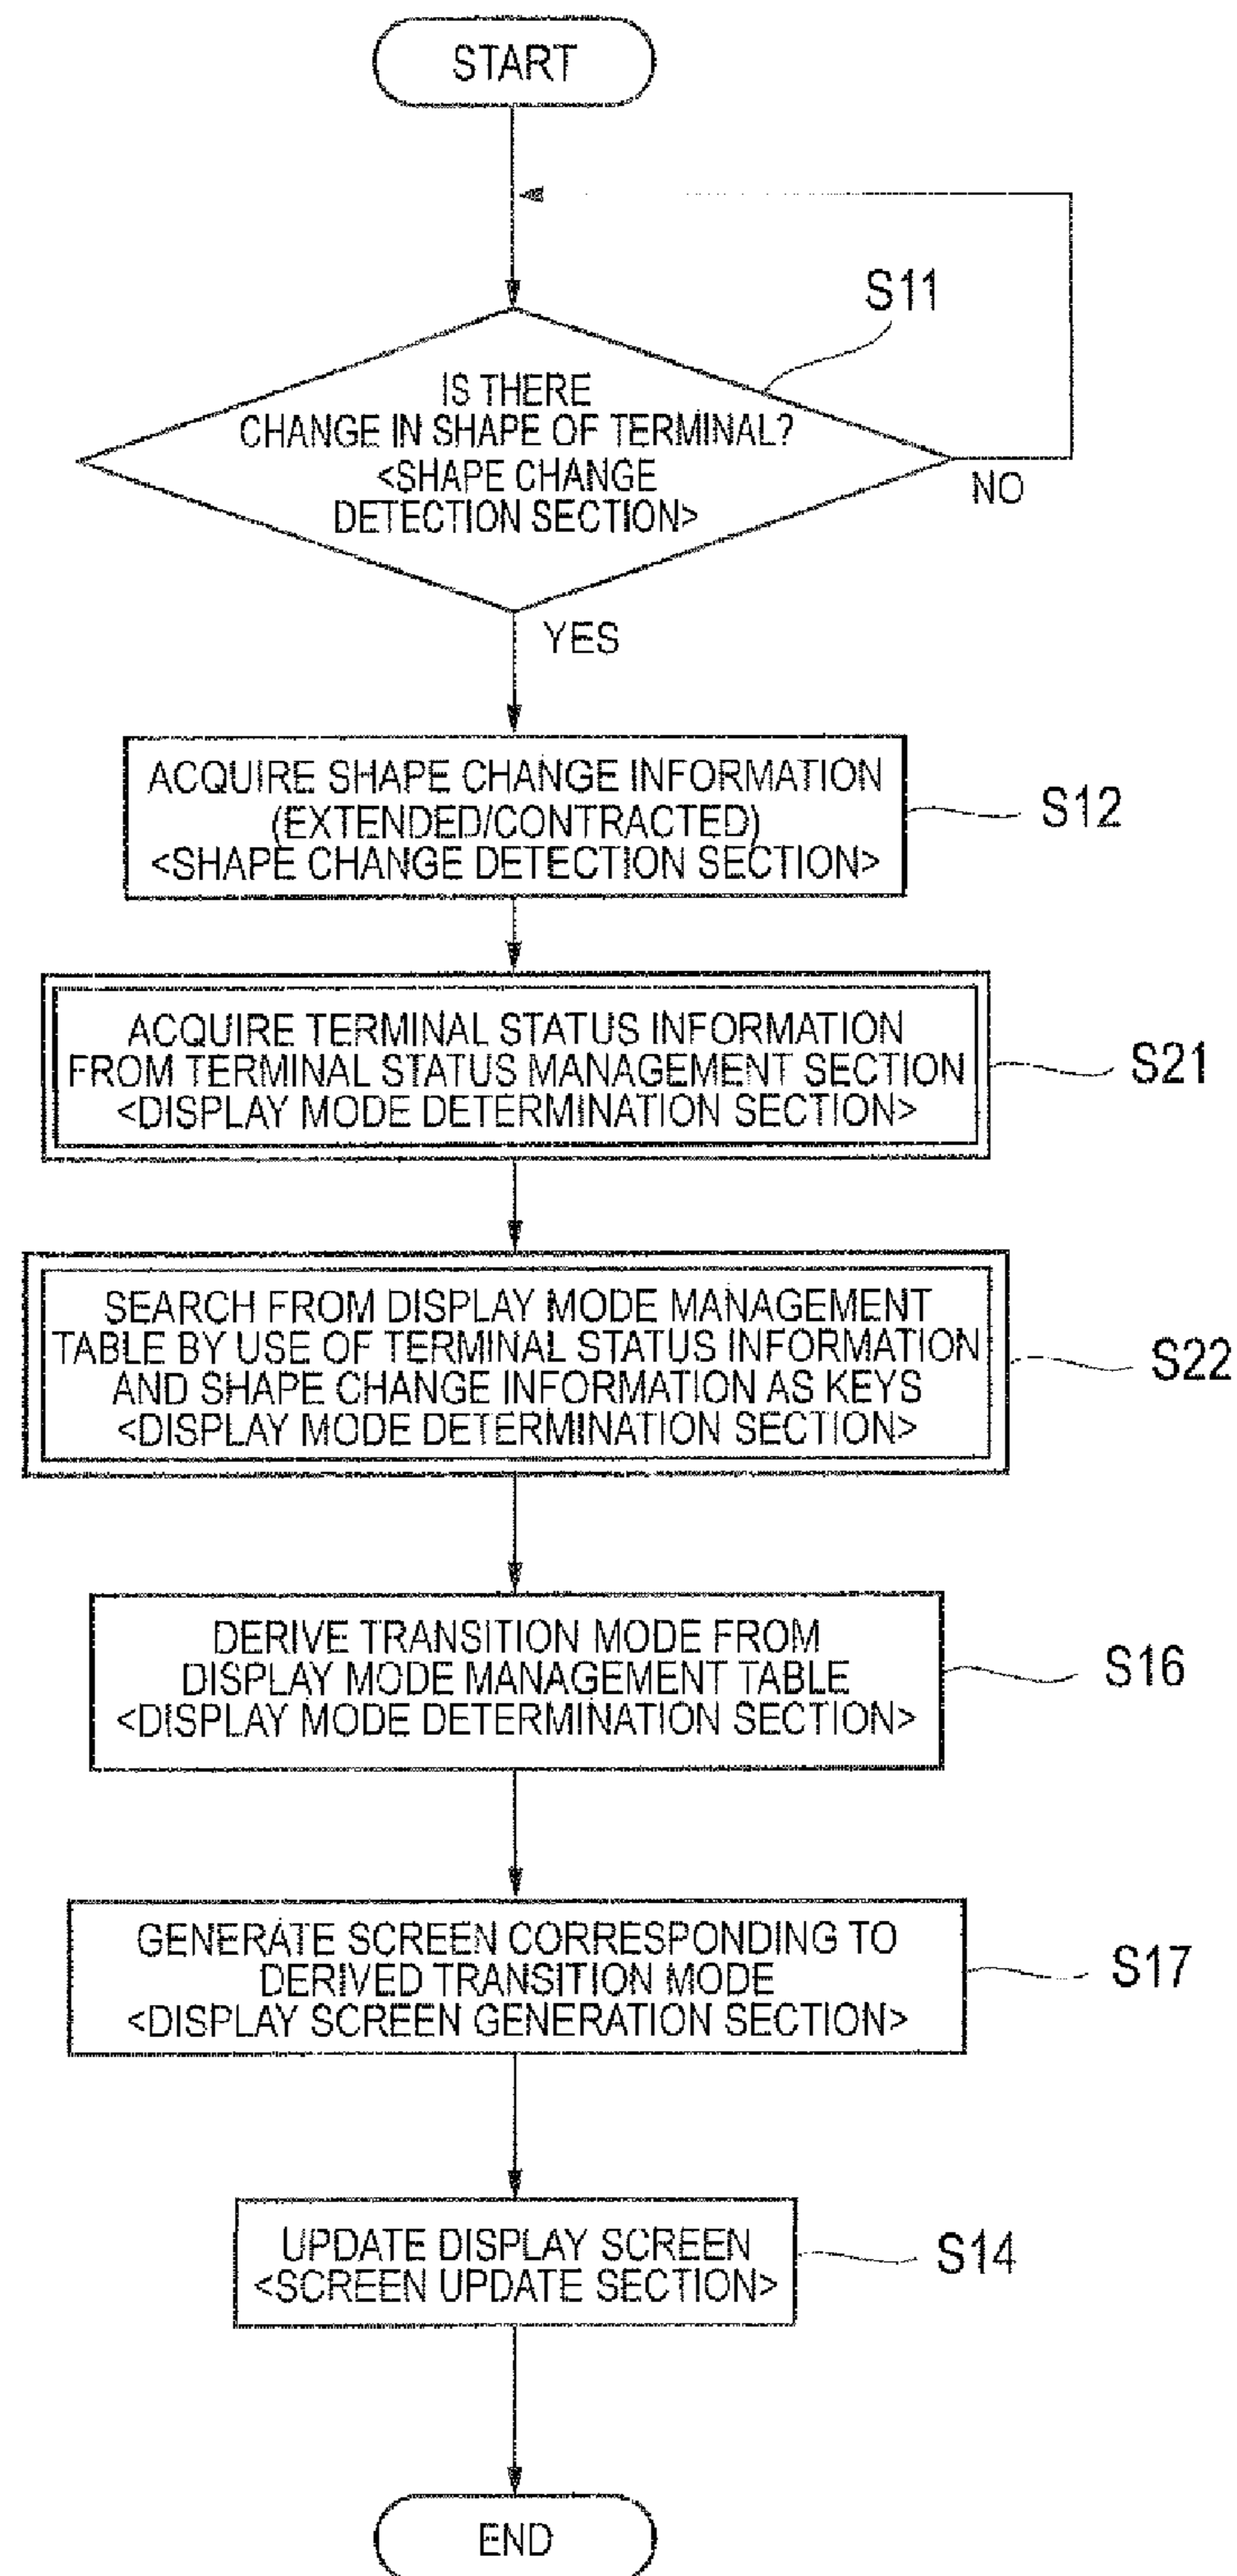 START
S11
IS THERE
CHANGE IN SHAPE OF TERMINAL?
<SHAPE CHANGE
DETECTION SECTION>
NO
YES
ACQUIRE SHAPE CHANGE INFORMATION
(EXTENDED/CONTRACTED)
<SHAPE CHANGE DETECTION SECTION>
S12
ACQUIRE TERMINAL STATUS INFORMATION
FROM TERMINAL STATUS MANAGEMENT SECTION
<DISPLAY MODE DETERMINATION SECTION>
S21
SEARCH FROM DISPLAY MODE MANAGEMENT
TABLE BY USE OF TERMINAL STATUS INFORMATION
AND SHAPE CHANGE INFORMATION AS KEYS
<DISPLAY MODE DETERMINATION SECTION>
S22
DERIVE TRANSITION MODE FROM
DISPLAY MODE MANAGEMENT TABLE
<DISPLAY MODE DETERMINATION SECTION>
S16
GENERATE SCREEN CORRESPONDING TO
DERIVED TRANSITION MODE
<DISPLAY SCREEN GENERATION SECTION>
S17
UPDATE DISPLAY SCREEN
<SCREEN UPDATE SECTION>
S14
END